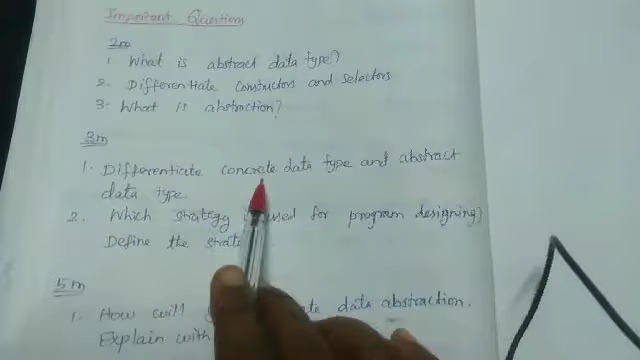 Important Questions
2m
1. What is abstract data type?
2. Differentiate constructors and selectors
3. What is abstraction?
3m
1. Differentiate concrete data type and abstract
data type.
2. Which strategy used for program designing?
Define the
5m
1. How will data abstraction.
Explain with